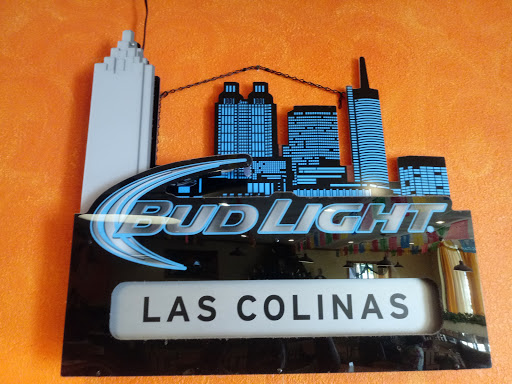 BUD LIGHT.
LAS COLINAS